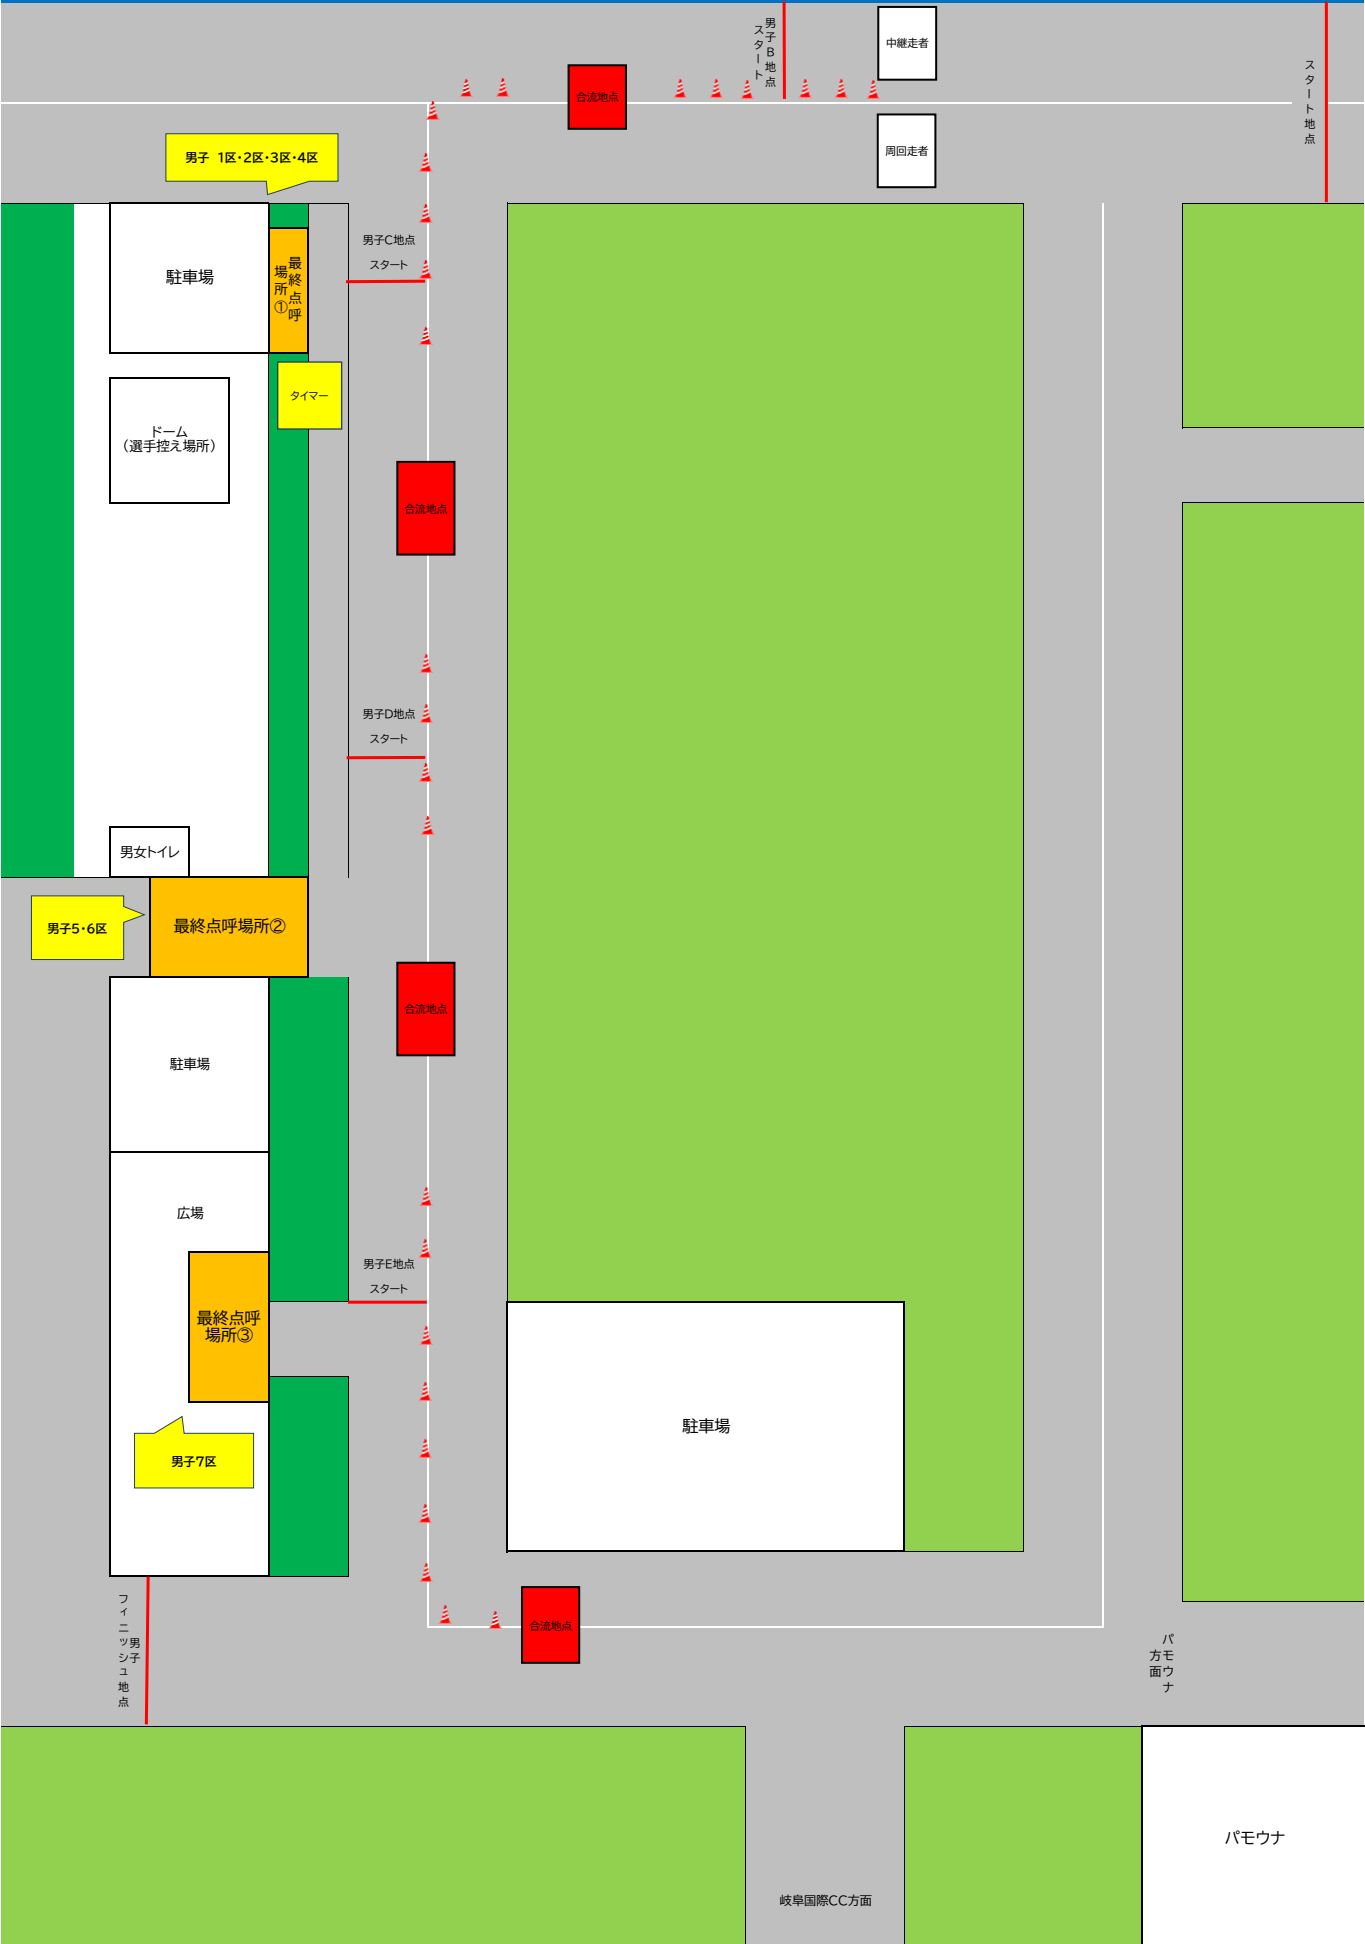 男子B地点
スタート
中継走者
スタート地点
合流地点
周回走者
男子 1区・2区・3区・4区
男子C地点
スタート
駐車場
最終点呼
場所①
タイマー
ドーム
（選手控え場所）
合流地点
男子D地点
スタート
男女トイレ
男子5・6区
最終点呼場所②
合流地点
駐車場
広場
男子E地点
スタート
最終点呼
場所③
駐車場
男子7区
男子
フィニッシュ地点
合流地点
パモウナ
方面
パモウナ
岐阜国際CC方面